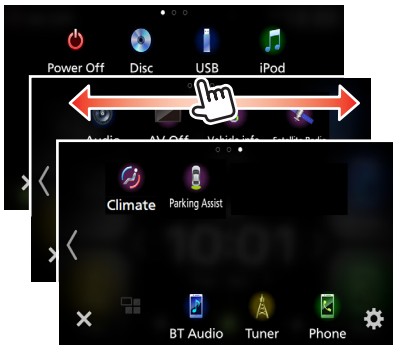 Power Off Disc USB iPod
Audio AV Off Vehicle info Satellite Radio
Climate Parking Assist
10:01
BT Audio Tuner Phone